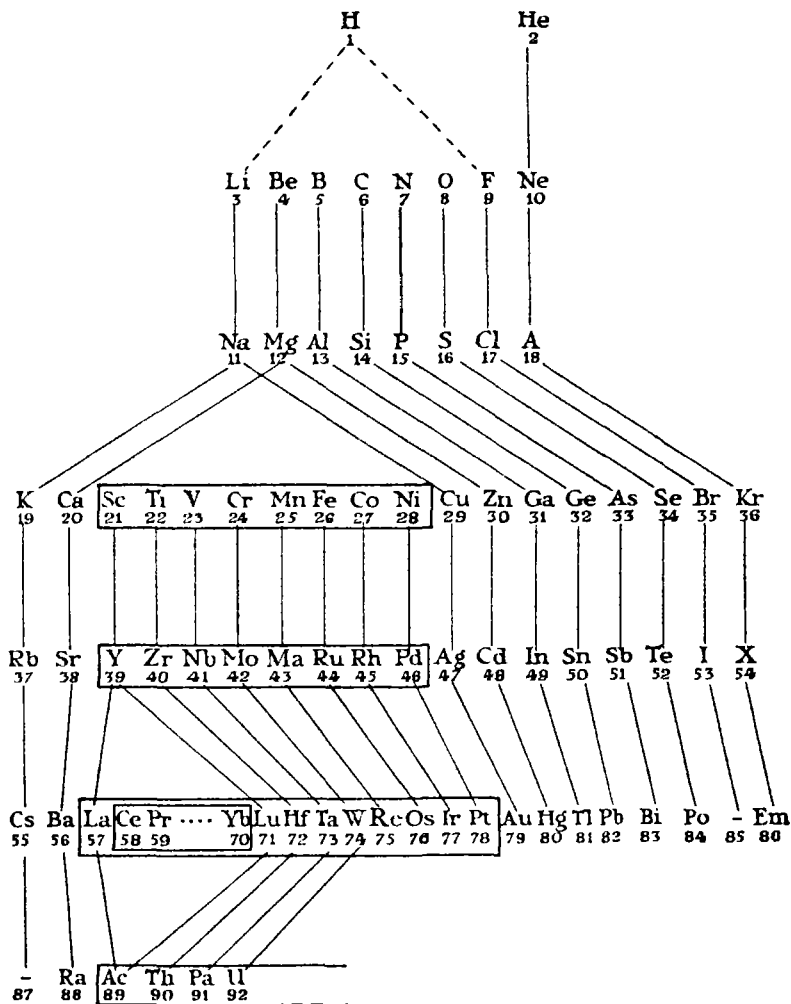 H He
1 2
Li Be B C N O F Ne
3 4 5 6 7 8 9 10
Na Mg Al Si P S Cl A
11 12 13 14 15 16 17 18
K Ca Sc Ti V Cr Mn Fe Co Ni Cu Zn Ga Ge As Se Br Kr
19 20 21 22 23 24 25 26 27 28 29 30 31 32 33 34 35 36
Rb Sr Y Zr Nb Mo Ma Ru Rh Pd Ag Cd In Sn Sb Te I X
37 38 39 40 41 42 43 44 45 46 47 48 49 50 51 52 53 54
Cs Ba La Ce Pr ···· Yb Lu Hf Ta W Re Os Ir Pt Au Hg Tl Pb Bi Po – Em
55 56 57 58 59 70 71 72 73 74 75 76 77 78 79 80 81 82 83 84 85 80
– Ra Ac Th Pa U
87 88 89 90 91 92